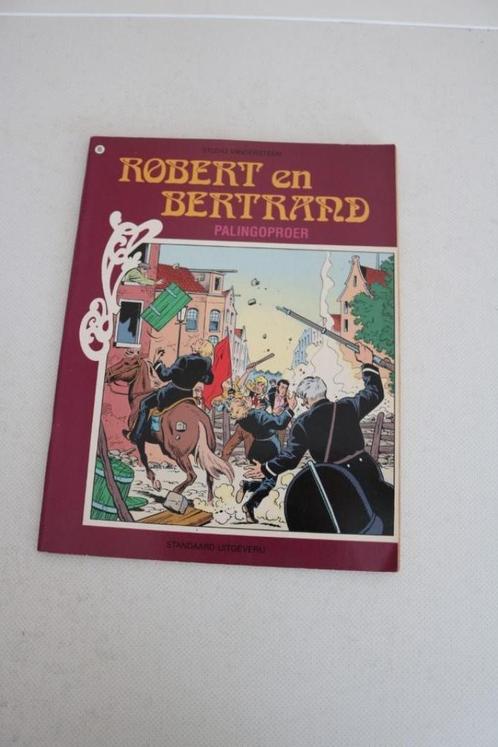 STUDIO VANDERSTEEN
ROBERT en
BERTRAND
PALINGOPROER
STANDAARD UITGEVERIJ